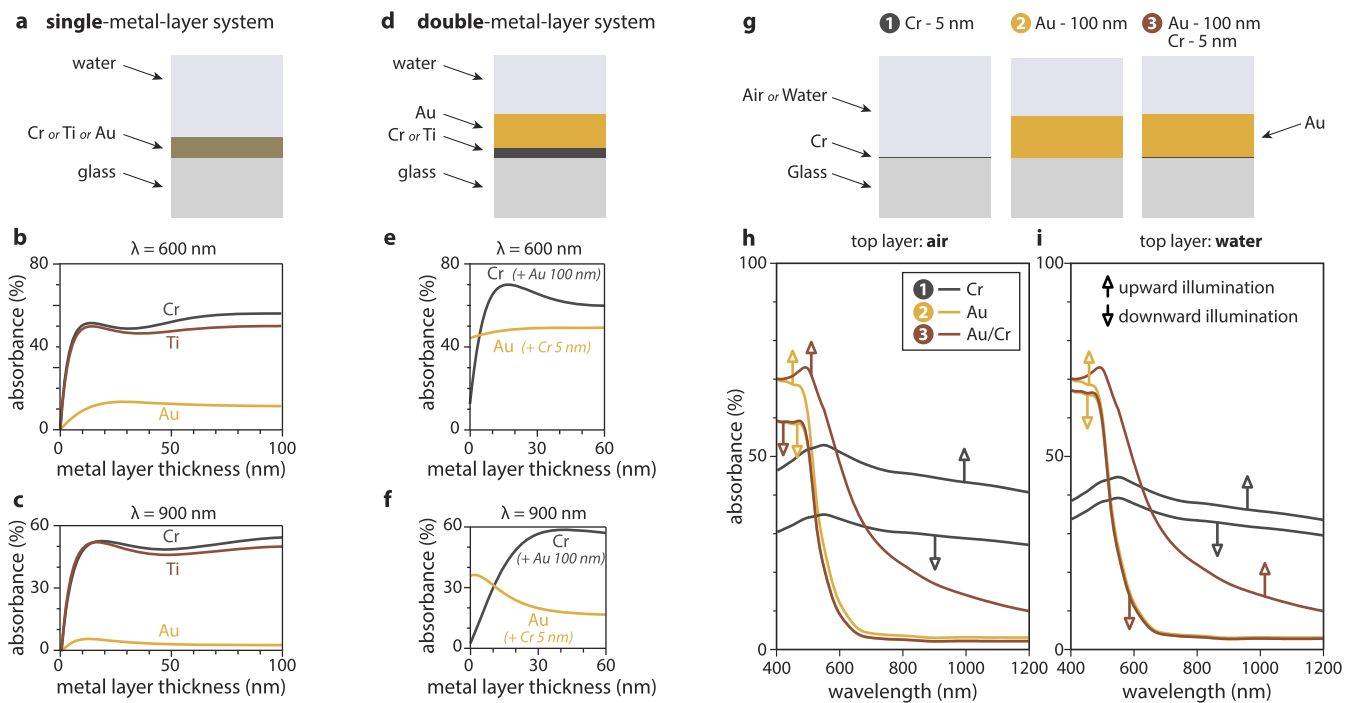 a single-metal-layer system
water
Cr or Ti or Au
glass
b
λ = 600 nm
absorbance (%)
80
40
0
Cr
Ti
Au
0 50 100
metal layer thickness (nm)
c
λ = 900 nm
absorbance (%)
60
30
0
Cr
Ti
Au
0 50 100
metal layer thickness (nm)
d double-metal-layer system
water
Au
Cr or Ti
glass
e
λ = 600 nm
absorbance (%)
80
40
0
Cr (+ Au 100 nm)
Au (+ Cr 5 nm)
0 30 60
metal layer thickness (nm)
f
λ = 900 nm
absorbance (%)
60
30
0
Cr
(+ Au 100 nm)
Au
(+ Cr 5 nm)
0 30 60
metal layer thickness (nm)
g
1 Cr - 5 nm
2 Au - 100 nm
3 Au - 100 nm
Cr - 5 nm
Air or Water
Cr
Glass
Au
h
top layer: air
absorbance (%)
100
50
0
1 Cr
2 Au
3 Au/Cr
400 600 800 1000 1200
wavelength (nm)
i
top layer: water
100
50
0
upward illumination
downward illumination
400 600 800 1000 1200
wavelength (nm)